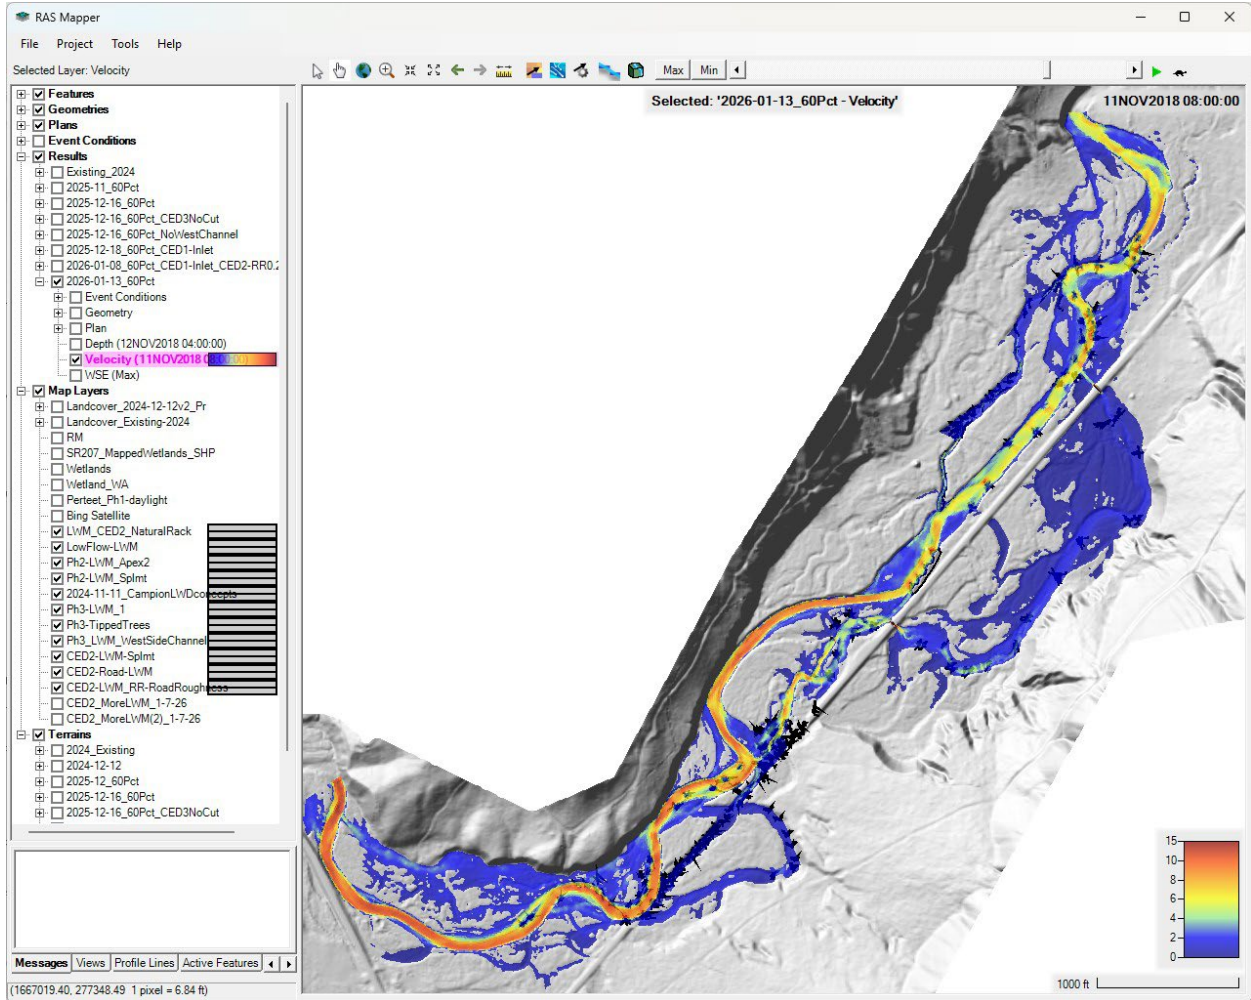 RAS Mapper
File Project Tools Help
Selected Layer: Velocity
Max Min
Features
Geometries
Plans
Event Conditions
Results
Existing_2024
2025-11_60Pct
2025-12-16_60Pct
2025-12-16_60Pct_CED3NoCut
2025-12-16_60Pct_NoWestChannel
2025-12-18_60Pct_CED1-Inlet
2026-01-08_60Pct_CED1-Inlet_CED2-RR0.2
2026-01-13_60Pct
Event Conditions
Geometry
Plan
Depth (12NOV2018 04:00:00)
Velocity (11NOV2018 08:00:00)
WSE (Max)
Map Layers
Landcover_2024-12-12v2_Pr
Landcover_Existing-2024
RM
SR207_MappedWetlands_SHP
Wetlands
Wetland_WA
Perteet_Ph1-daylight
Bing Satellite
LWM_CED2_NaturalRack
LowFlow-LWM
Ph2-LWM_Apex2
Ph2-LWM_Splmt
2024-11-11_CampionLWDconcepts
Ph3-LWM_1
Ph3-TippedTrees
Ph3_LWM_WestSideChannel
CED2-LWM-Splmt
CED2-Road-LWM
CED2-LWM_RR-RoadRoughness
CED2_MoreLWM_1-7-26
CED2_MoreLWM(2)_1-7-26
Terrains
2024_Existing
2024-12-12
2025-12_60Pct
2025-12-16_60Pct
2025-12-16_60Pct_CED3NoCut
Messages Views Profile Lines Active Features
(1667019.40, 277348.49 1 pixel = 6.84 ft)
Selected: '2026-01-13_60Pct - Velocity'
11NOV2018 08:00:00
15
10
8
6
4
2
0
1000 ft